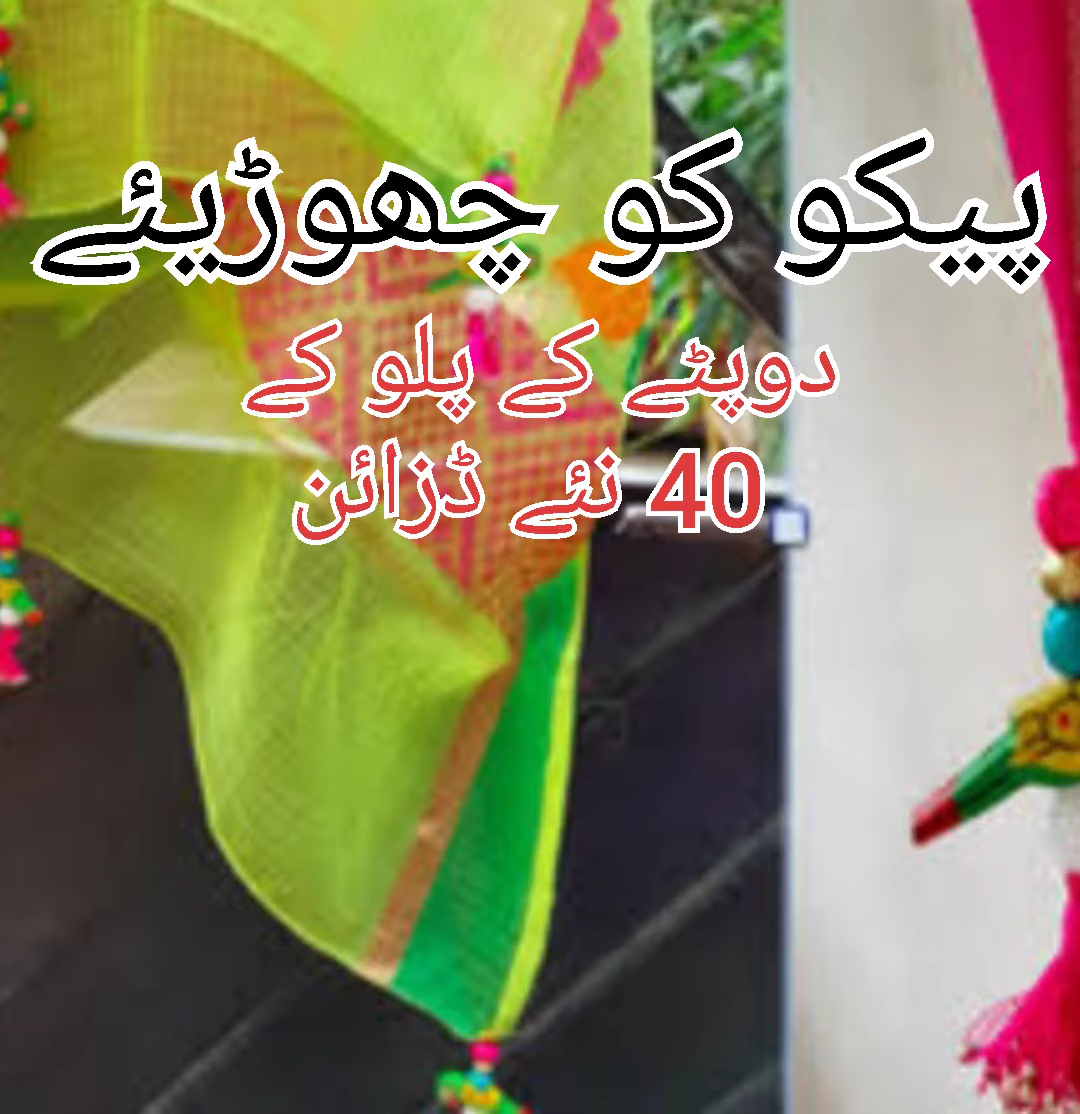 پیکو کو چھوڑیئے
دوپٹے کے پلو کے
40 نئے ڈزائن